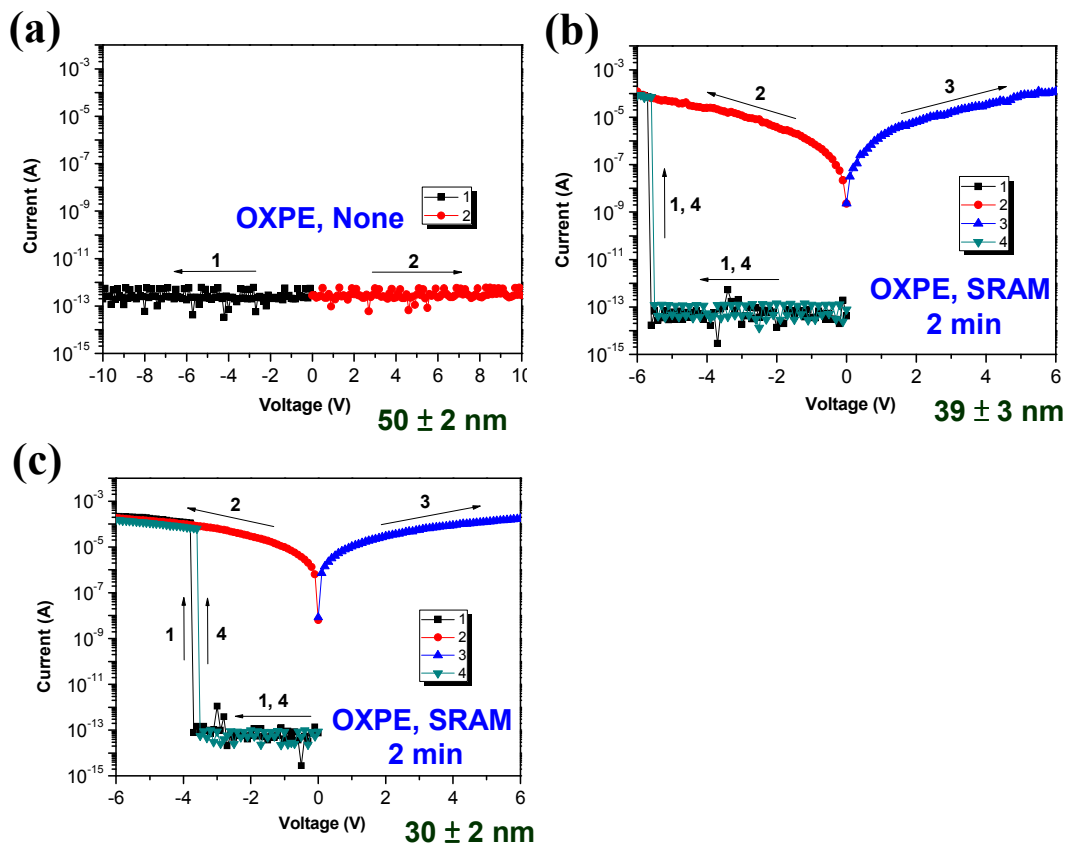 (a)
10⁻³
10⁻⁵
10⁻⁷
10⁻⁹
10⁻¹¹
10⁻¹³
10⁻¹⁵
Current (A)
1
2
OXPE, None
1
2
-10 -8 -6 -4 -2 0 2 4 6 8 10
Voltage (V)
50 ± 2 nm
(b)
10⁻³
10⁻⁵
10⁻⁷
10⁻⁹
10⁻¹¹
10⁻¹³
10⁻¹⁵
Current (A)
2
3
1, 4
1
2
3
4
1, 4
OXPE, SRAM
2 min
-6 -4 -2 0 2 4 6
Voltage (V)
39 ± 3 nm
(c)
10⁻³
10⁻⁵
10⁻⁷
10⁻⁹
10⁻¹¹
10⁻¹³
10⁻¹⁵
Current (A)
2
3
1
4
1
2
3
4
1, 4
OXPE, SRAM
2 min
-6 -4 -2 0 2 4 6
Voltage (V)
30 ± 2 nm